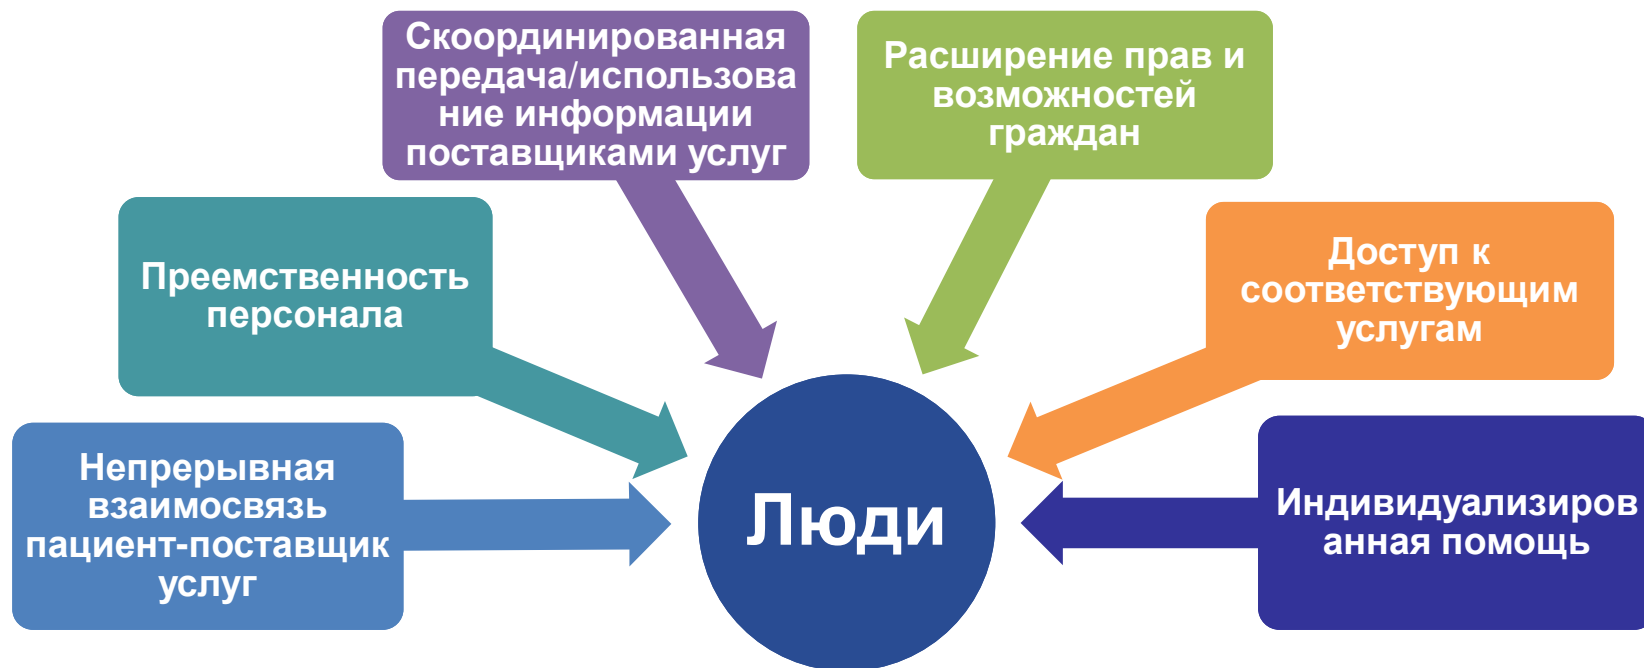 Скоординированная
передача/использова
ние информации
поставщиками услуг
Расширение прав и
возможностей
граждан
Преемственность
персонала
Доступ к
соответствующим
услугам
Непрерывная
взаимосвязь
пациент-поставщик
услуг
Люди
Индивидуализиров
анная помощь